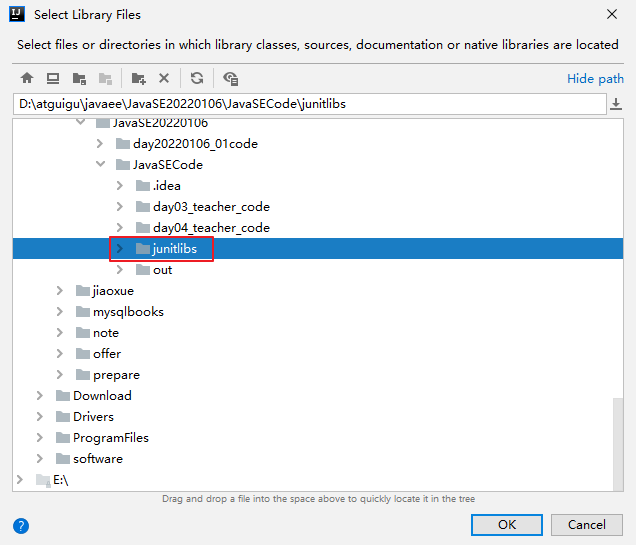 Select Library Files
Select files or directories in which library classes, sources, documentation or native libraries are located
Hide path
D:\atguigu\javaee\JavaSE20220106\JavaSECode\junitlibs
JavaSE20220106
day20220106_01code
JavaSECode
.idea
day03_teacher_code
day04_teacher_code
junitlibs
out
jiaoxue
mysqlbooks
note
offer
prepare
Download
Drivers
ProgramFiles
software
E:\
Drag and drop a file into the space above to quickly locate it in the tree
?
OK Cancel